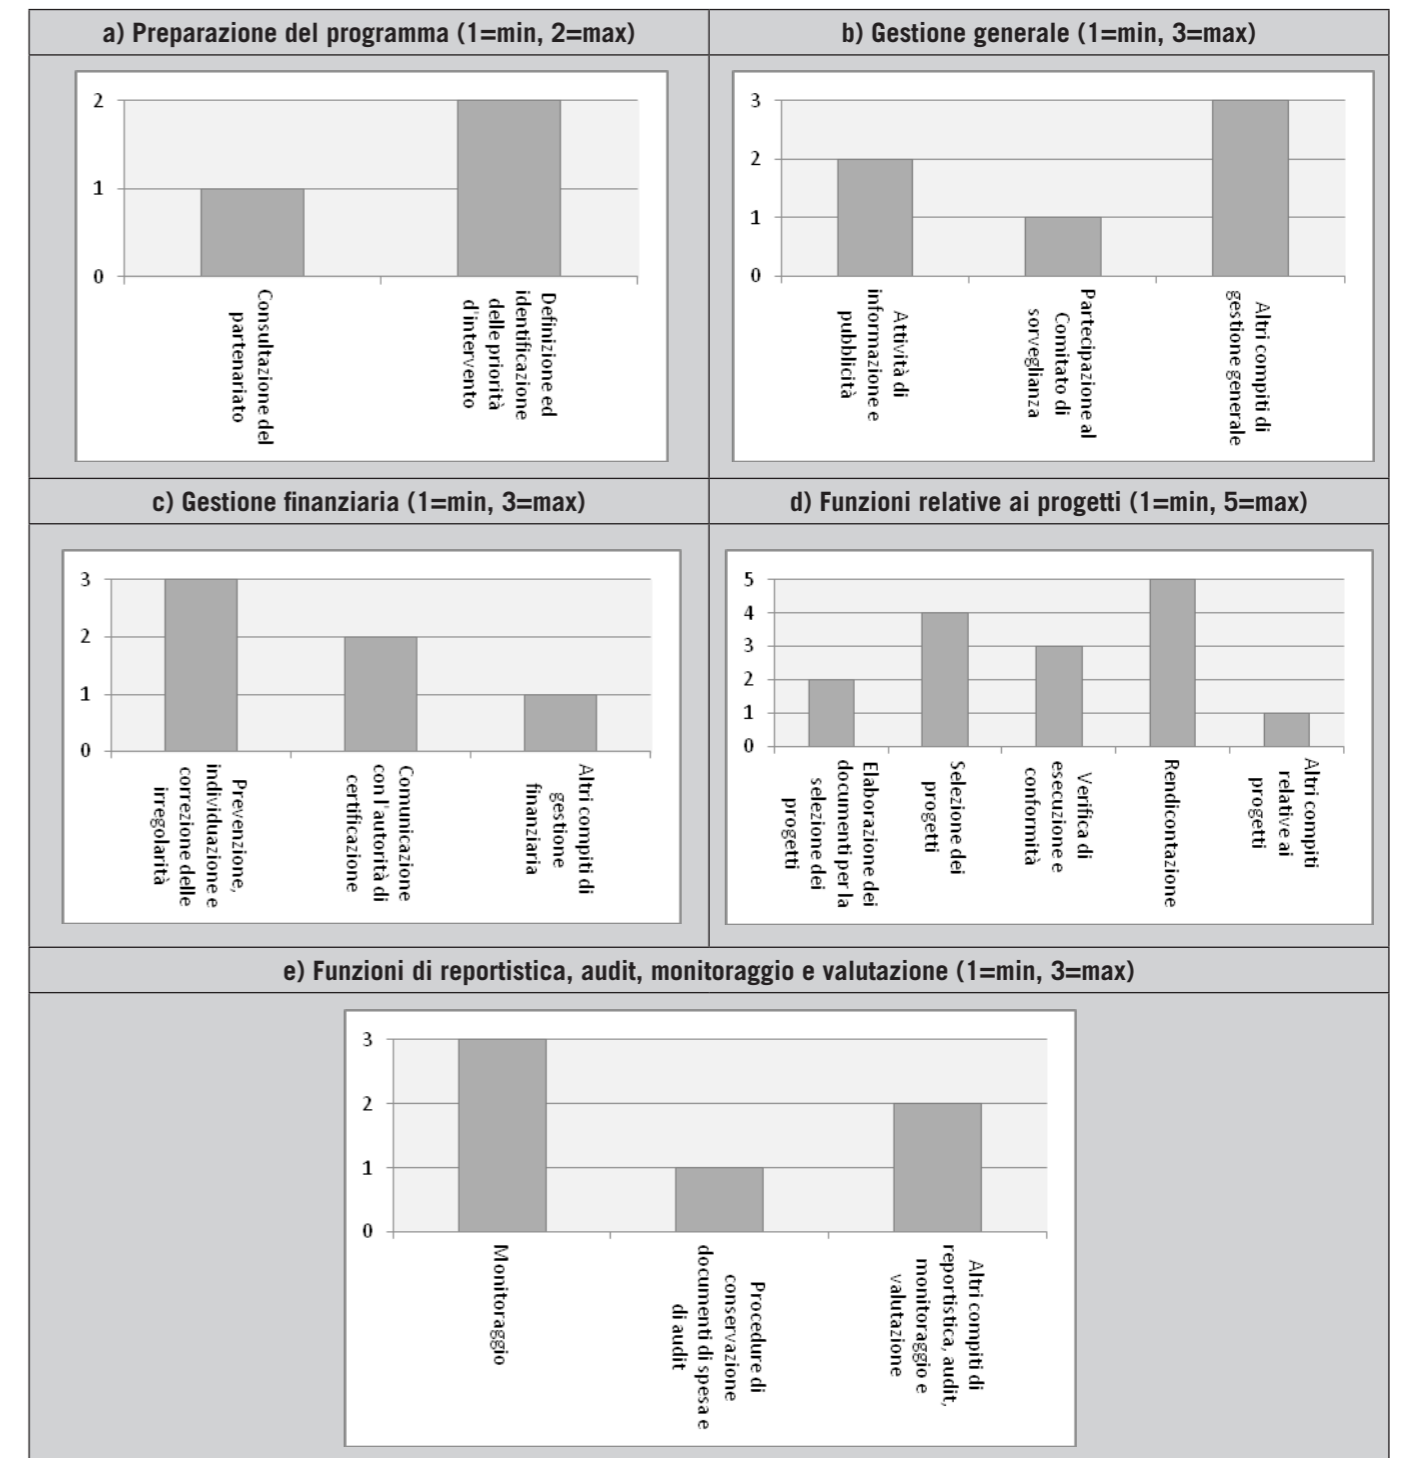 a) Preparazione del programma (1=min, 2=max)
2
1
0
Consultazione del
partenariato
Definizione ed
identificazione
delle priorità
d'intervento
b) Gestione generale (1=min, 3=max)
3
2
1
0
Attività di
informazione e
pubblicità
Partecipazione al
Comitato di
sorveglianza
Altri compiti di
gestione generale
c) Gestione finanziaria (1=min, 3=max)
3
2
1
0
Prevenzione,
individuazione e
correzione delle
irregolarità
Comunicazione
con l'autorità di
certificazione
Altri compiti di
gestione
finanziaria
d) Funzioni relative ai progetti (1=min, 5=max)
5
4
3
2
1
0
Elaborazione dei
documenti per la
selezione dei
progetti
Selezione dei
progetti
Verifica di
esecuzione e
conformità
Rendicontazione
Altri compiti
relative ai
progetti
e) Funzioni di reportistica, audit, monitoraggio e valutazione (1=min, 3=max)
3
2
1
0
Monitoraggio
Procedure di
conservazione
documenti di spesa e
di audit
Altri compiti di
reportistica, audit,
monitoraggio e
valutazione